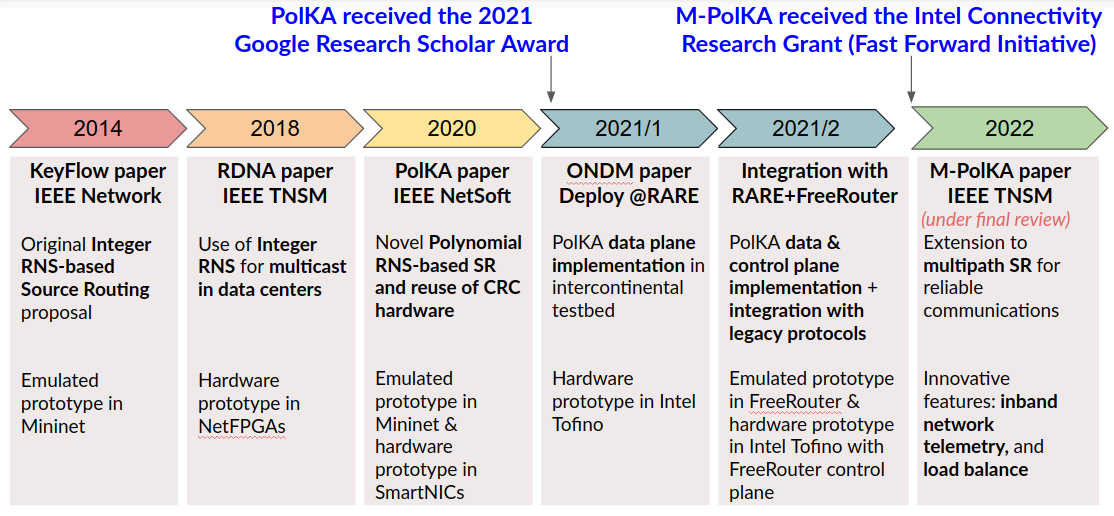 PolKA received the 2021
Google Research Scholar Award
M-PolKA received the Intel Connectivity
Research Grant (Fast Forward Initiative)
2014
2018
2020
2021/1
2021/2
2022
KeyFlow paper
IEEE Network
Original Integer
RNS-based
Source Routing
proposal
Emulated
prototype in
Mininet
RDNA paper
IEEE TNSM
Use of Integer
RNS for multicast
in data centers
Hardware
prototype in
NetFPGAs
PolKA paper
IEEE NetSoft
Novel Polynomial
RNS-based SR
and reuse of CRC
hardware
Emulated
prototype in
Mininet &
hardware
prototype in
SmartNICs
ONDM paper
Deploy @RARE
PolKA data plane
implementation in
intercontinental
testbed
Hardware
prototype in Intel
Tofino
Integration with
RARE+FreeRouter
PolKA data &
control plane
implementation +
integration with
legacy protocols
Emulated prototype
in FreeRouter &
hardware prototype
in Intel Tofino with
FreeRouter control
plane
M-PolKA paper
IEEE TNSM
(under final review)
Extension to
multipath SR for
reliable
communications
Innovative
features: inband
network
telemetry, and
load balance